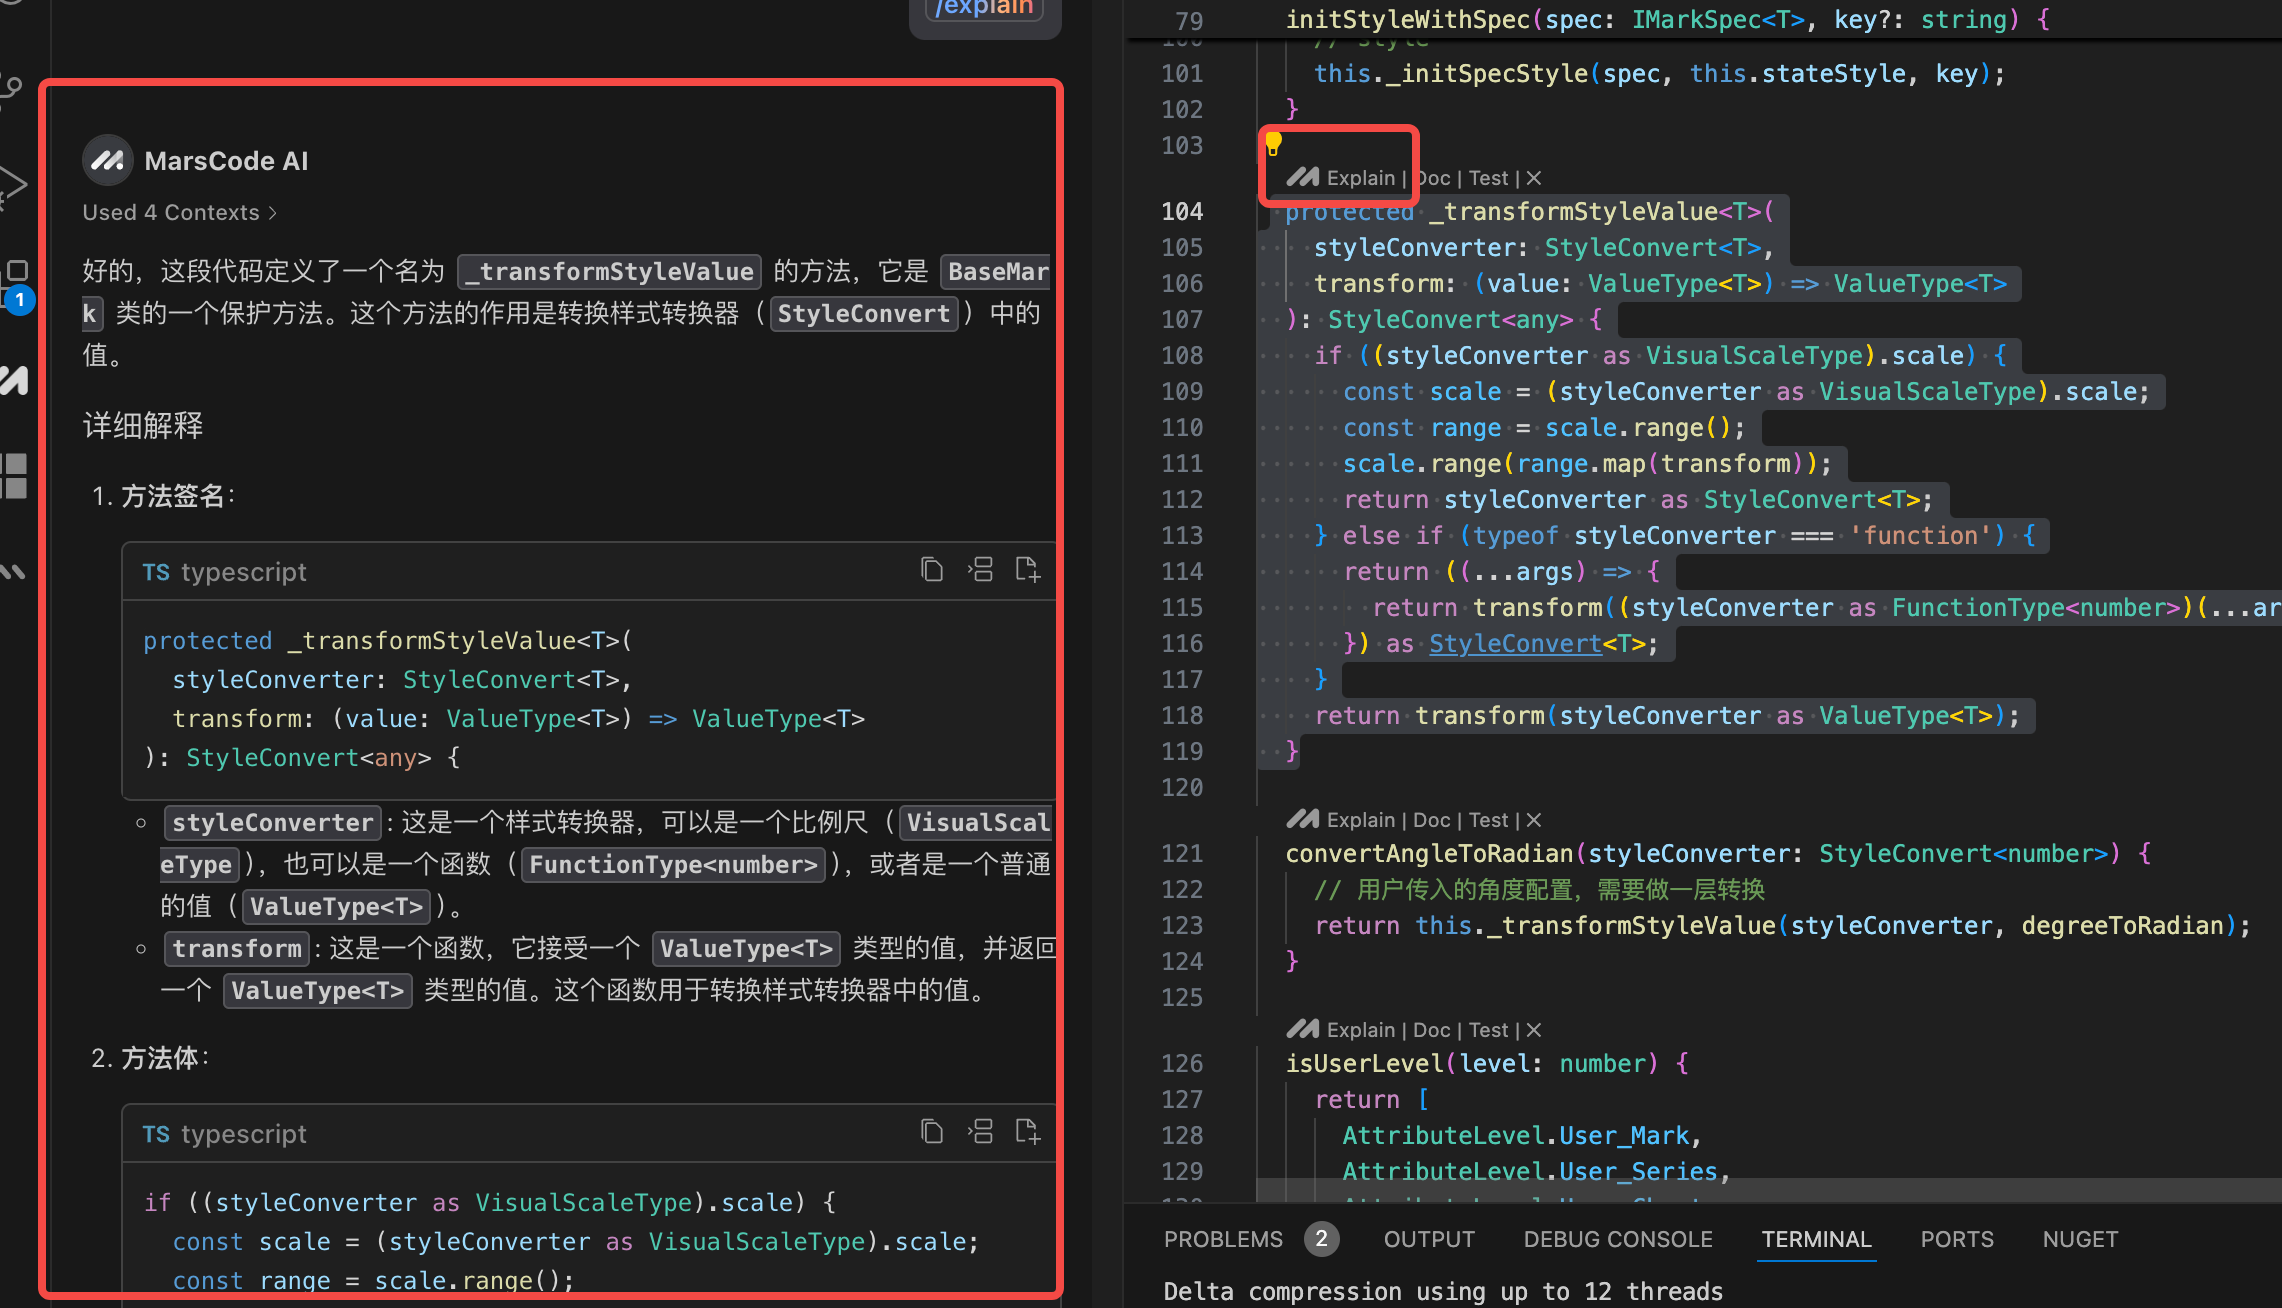 /explain
MarsCode AI
Used 4 Contexts >
好的，这段代码定义了一个名为 _transformStyleValue 的方法，它是 BaseMar
k 类的一个保护方法。这个方法的作用是转换样式转换器（StyleConvert）中的
值。
详细解释
1. 方法签名：
TS typescript
protected _transformStyleValue<T>(
  styleConverter: StyleConvert<T>,
  transform: (value: ValueType<T>) => ValueType<T>
): StyleConvert<any> {
styleConverter：这是一个样式转换器，可以是一个比例尺（VisualScal
eType），也可以是一个函数（FunctionType<number>），或者是一个普通
的值（ValueType<T>）。
transform：这是一个函数，它接受一个 ValueType<T> 类型的值，并返回
一个 ValueType<T> 类型的值。这个函数用于转换样式转换器中的值。
2. 方法体：
TS typescript
if ((styleConverter as VisualScaleType).scale) {
  const scale = (styleConverter as VisualScaleType).scale;
  const range = scale.range();
1
79 initStyleWithSpec(spec: IMarkSpec<T>, key?: string) {
// style
101 this._initSpecStyle(spec, this.stateStyle, key);
102 }
103
Explain | Doc | Test | ×
104 protected _transformStyleValue<T>(
105 styleConverter: StyleConvert<T>,
106 transform: (value: ValueType<T>) => ValueType<T>
107 ): StyleConvert<any> {
108 if ((styleConverter as VisualScaleType).scale) {
109 const scale = (styleConverter as VisualScaleType).scale;
110 const range = scale.range();
111 scale.range(range.map(transform));
112 return styleConverter as StyleConvert<T>;
113 } else if (typeof styleConverter === 'function') {
114 return ((...args) => {
115 return transform((styleConverter as FunctionType<number>)(...ar
116 }) as StyleConvert<T>;
117 }
118 return transform(styleConverter as ValueType<T>);
119 }
120
Explain | Doc | Test | ×
121 convertAngleToRadian(styleConverter: StyleConvert<number>) {
122 // 用户传入的角度配置，需要做一层转换
123 return this._transformStyleValue(styleConverter, degreeToRadian);
124 }
125
Explain | Doc | Test | ×
126 isUserLevel(level: number) {
127 return [
128 AttributeLevel.User_Mark,
129 AttributeLevel.User_Series,
PROBLEMS 2 OUTPUT DEBUG CONSOLE TERMINAL PORTS NUGET
Delta compression using up to 12 threads